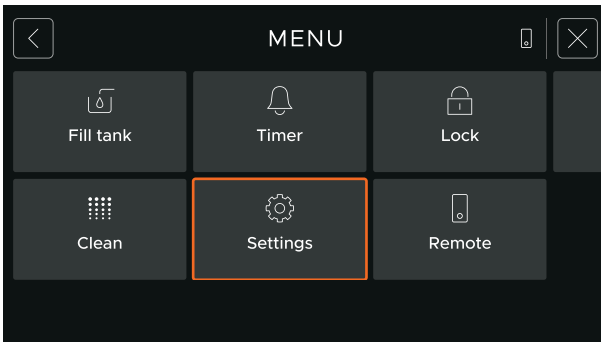 MENU
Fill tank
Timer
Lock
Clean
Settings
Remote